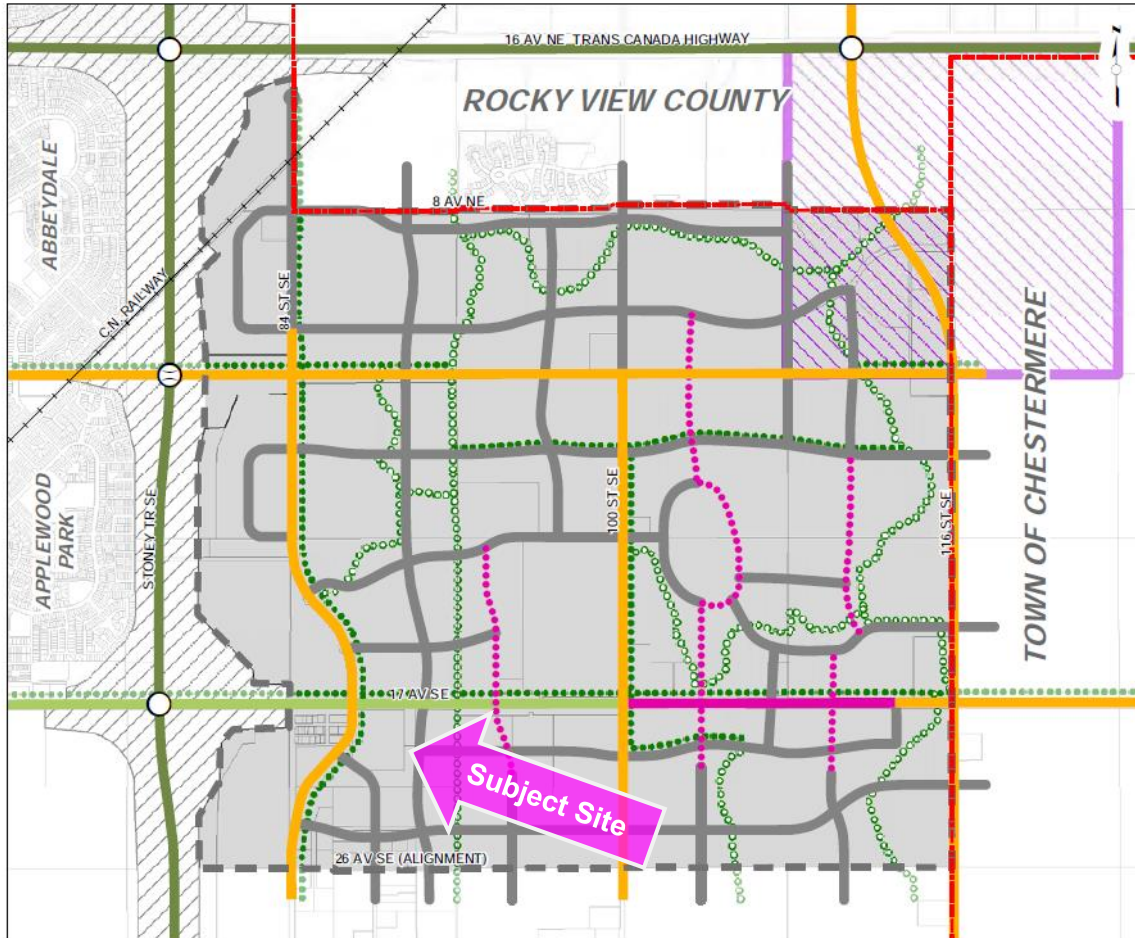 16 AV NE TRANS CANADA HIGHWAY
ROCKY VIEW COUNTY
ABBEYDALE
8 AV NE
C.N. RAILWAY
84 ST SE
TOWN OF CHESTERMERE
APPLEWOOD
PARK
STONEY TR SE
100 ST SE
116 ST SE
17 AV SE
Subject Site
26 AV SE (ALIGNMENT)